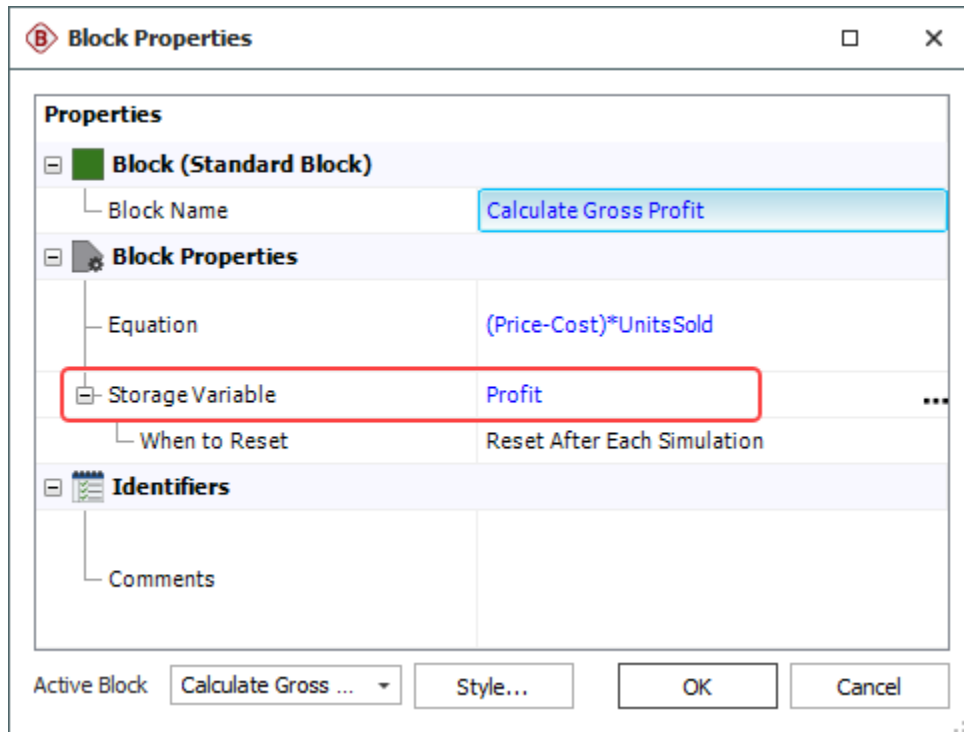 B Block Properties
Properties
Block (Standard Block)
Block Name Calculate Gross Profit
Block Properties
Equation (Price-Cost)*UnitsSold
Storage Variable Profit ...
When to Reset Reset After Each Simulation
Identifiers
Comments
Active Block Calculate Gross ... Style... OK Cancel